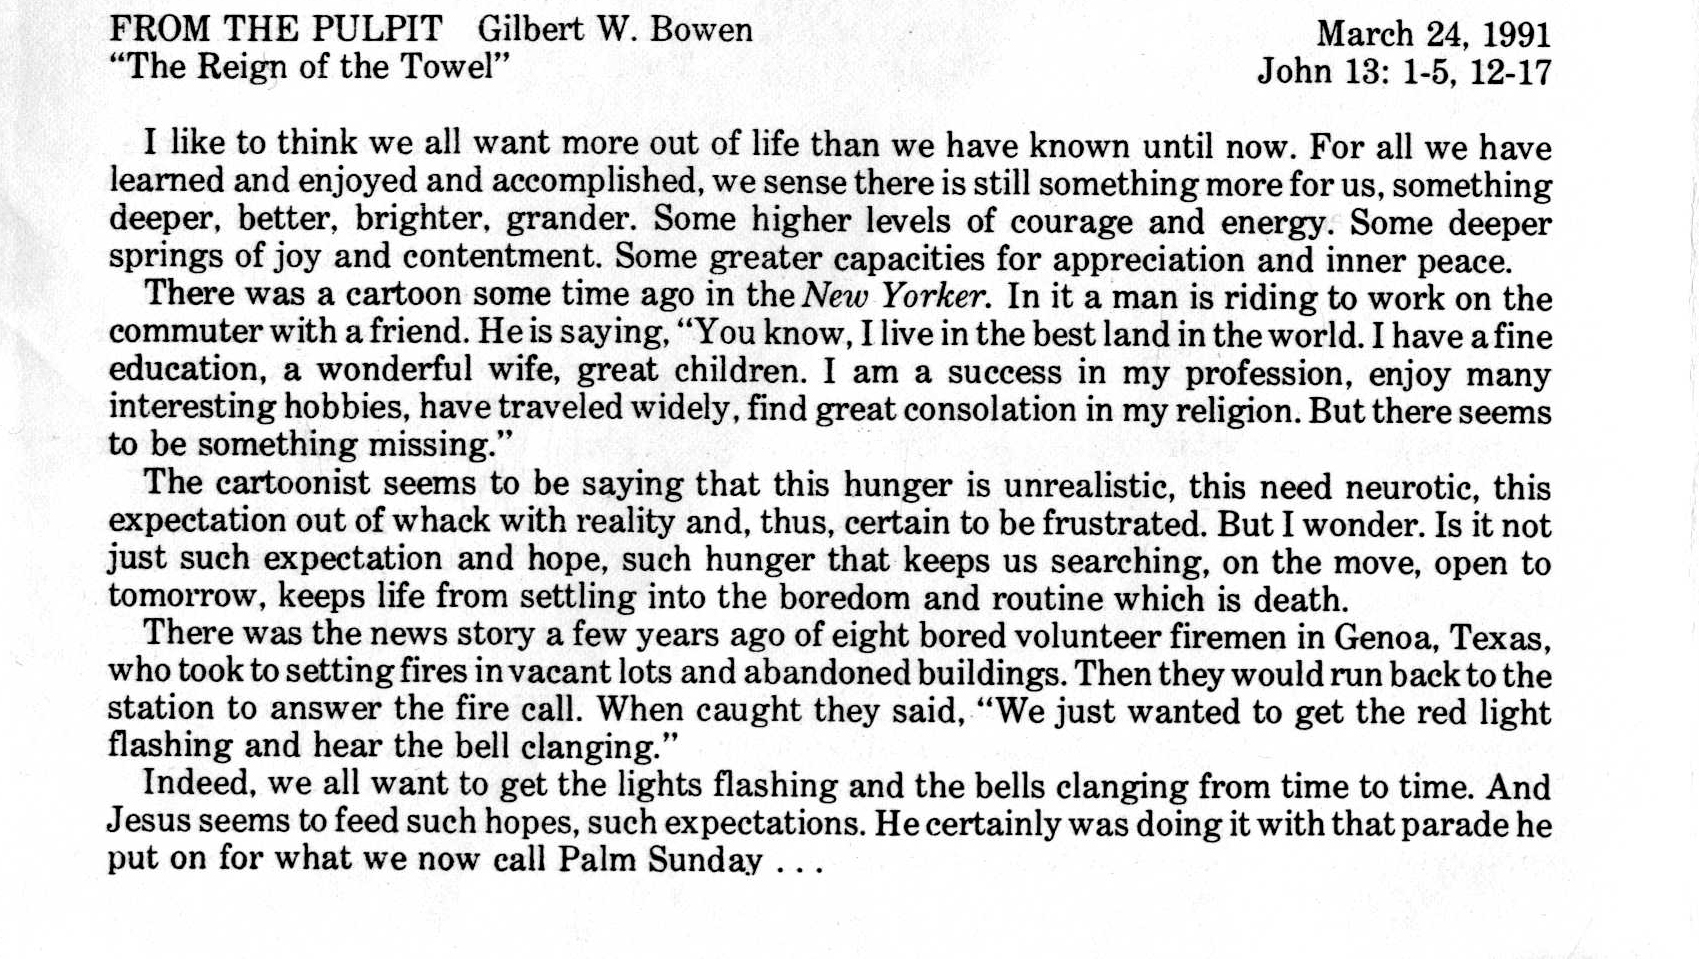 FROM THE PULPIT Gilbert W. Bowen March 24, 1991
“The Reign of the Towel” John 13: 1-5, 12-17
I like to think we all want more out of life than we have known until now. For all we have
learned and enjoyed and accomplished, we sense there is still something more for us, something
deeper, better, brighter, grander. Some higher levels of courage and energy. Some deeper
springs of joy and contentment. Some greater capacities for appreciation and inner peace.
There was a cartoon some time ago in the New Yorker. In it a man is riding to work on the
commuter with a friend. He is saying, “You know, I live in the best land in the world. I have a fine
education, a wonderful wife, great children. I am a success in my profession, enjoy many
interesting hobbies, have traveled widely, find great consolation in my religion. But there seems
to be something missing.”
The cartoonist seems to be saying that this hunger is unrealistic, this need neurotic, this
expectation out of whack with reality and, thus, certain to be frustrated. But I wonder. Is it not
just such expectation and hope, such hunger that keeps us searching, on the move, open to
tomorrow, keeps life from settling into the boredom and routine which is death.
There was the news story a few years ago of eight bored volunteer firemen in Genoa, Texas,
who took to setting fires in vacant lots and abandoned buildings. Then they would run back to the
station to answer the fire call. When caught they said, “We just wanted to get the red light
flashing and hear the bell clanging.”
Indeed, we all want to get the lights flashing and the bells clanging from time to time. And
Jesus seems to feed such hopes, such expectations. He certainly was doing it with that parade he
put on for what we now call Palm Sunday . . .